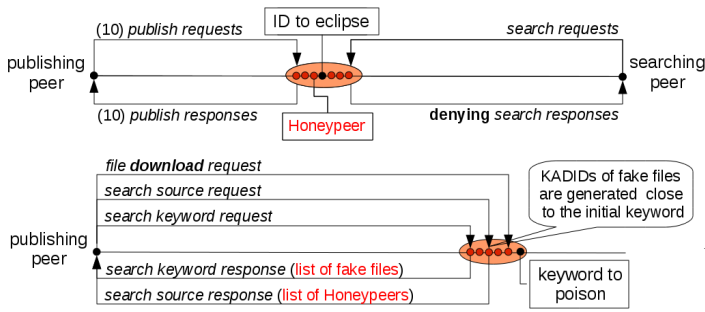 ID to eclipse
(10) publish requests
search requests
publishing
peer
searching
peer
(10) publish responses
denying search responses
Honeypeer
file download request
search source request
search keyword request
KADIDs of fake files
are generated close
to the initial keyword
publishing
peer
search keyword response (list of fake files)
search source response (list of Honeypeers)
keyword to
poison